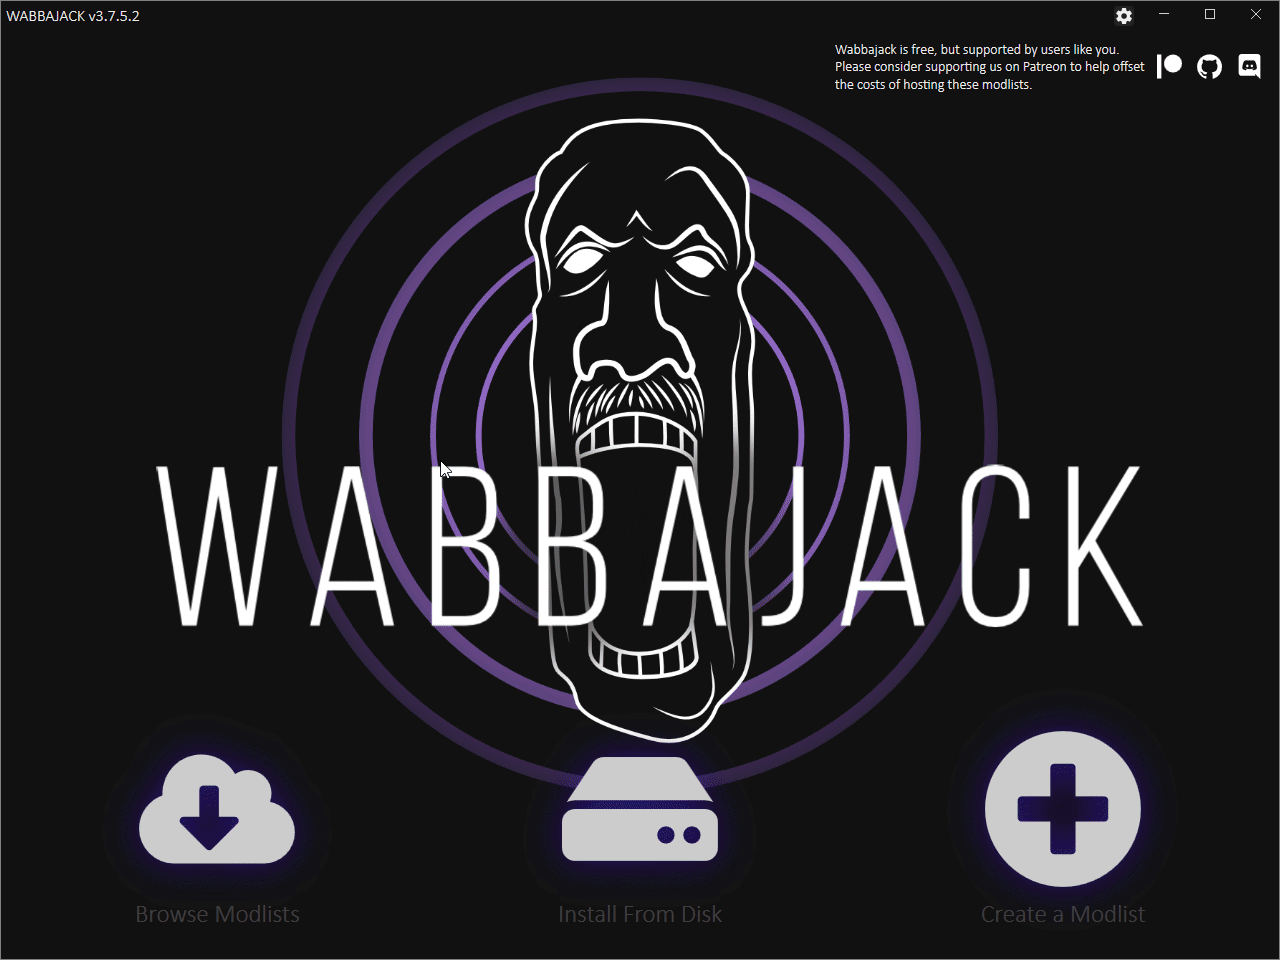 WABBAJACK v3.7.5.2
Wabbajack is free, but supported by users like you.
Please consider supporting us on Patreon to help offset
the costs of hosting these modlists.
WABBAJACK
Browse Modlists
Install From Disk
Create a Modlist